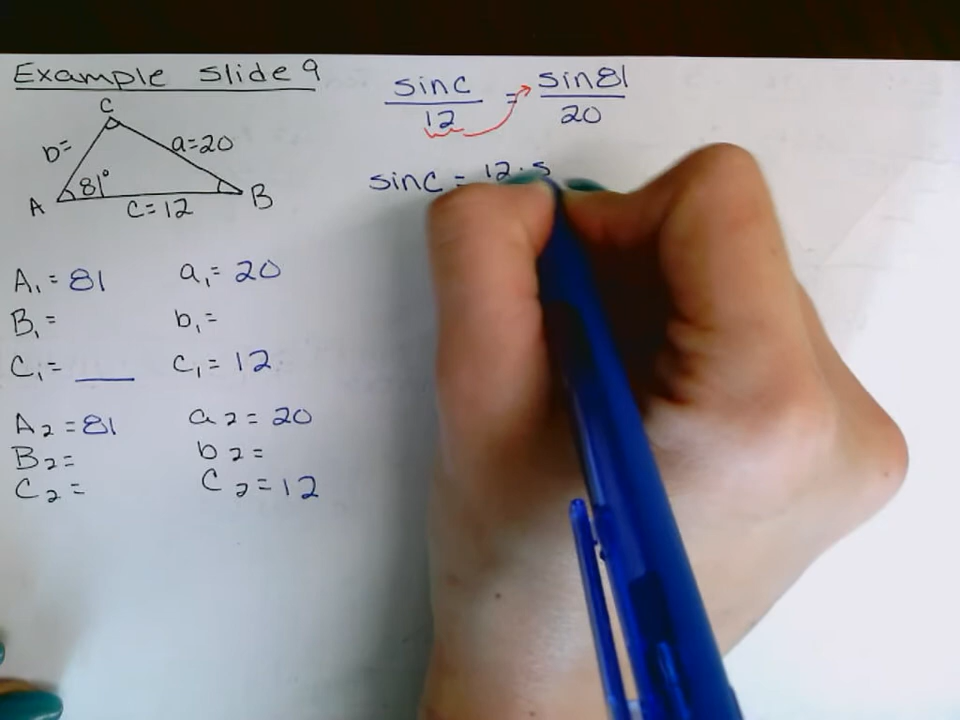 Example slide 9
C
b=
a=20
81°
A
B
c=12
sinC/12 = sin81/20
sinC = 12·s
A₁ = 81 a₁= 20
B₁ = b₁=
C₁= ____ c₁= 12
A₂ = 81 a₂ = 20
B₂ = b₂ =
C₂ = c₂ = 12